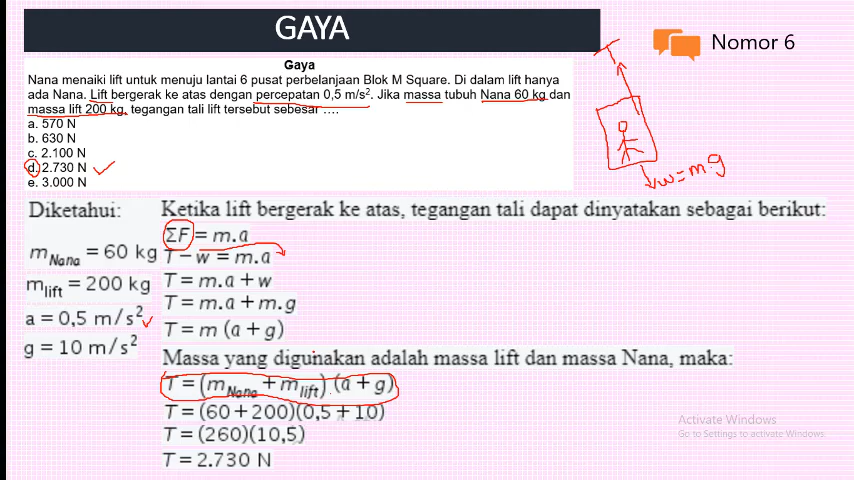 GAYA
Nomor 6
Gaya
Nana menaiki lift untuk menuju lantai 6 pusat perbelanjaan Blok M Square. Di dalam lift hanya
ada Nana. Lift bergerak ke atas dengan percepatan 0,5 m/s². Jika massa tubuh Nana 60 kg dan
massa lift 200 kg, tegangan tali lift tersebut sebesar ....
a. 570 N
b. 630 N
c. 2.100 N
d. 2.730 N
e. 3.000 N
T
w = m.g
Diketahui:
m_Nana = 60 kg
m_lift = 200 kg
a = 0,5 m/s²
g = 10 m/s²
Ketika lift bergerak ke atas, tegangan tali dapat dinyatakan sebagai berikut:
ΣF = m.a
T − w = m.a
T = m.a + w
T = m.a + m.g
T = m (a + g)
Massa yang digunakan adalah massa lift dan massa Nana, maka:
T = (m_Nana + m_lift) (a + g)
T = (60 + 200)(0,5 + 10)
T = (260)(10,5)
T = 2.730 N
Activate Windows
Go to Settings to activate Windows.